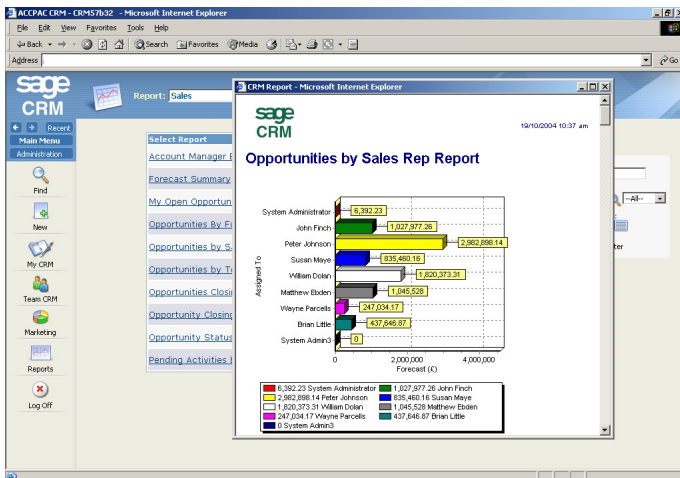 ACCPAC CRM - CRM57b32 - Microsoft Internet Explorer
File Edit View Favorites Tools Help
Back Search Favorites Media
Address Go
sage
CRM
Report: Sales
Recent
Main Menu
Administration
Find
New
My CRM
Team CRM
Marketing
Reports
Log Off
Select Report
Account Manager
Forecast Summary
My Open Opportun
Opportunities By
Opportunities by S
Opportunities by T
Opportunities Closi
Opportunity Closing
Opportunity Status
Pending Activities
--All--
CRM Report - Microsoft Internet Explorer
sage
CRM
19/10/2004 10:37 am
Opportunities by Sales Rep Report
Assigned To
System Administrator 6,392.23
John Finch 1,027,977.26
Peter Johnson 2,982,898.14
Susan Maye 835,460.16
William Dolan 1,820,373.31
Matthew Ebden 1,045,528
Wayne Parcells 247,034.17
Brian Little 437,646.87
System Admin3 0
0 2,000,000 4,000,000
Forecast (£)
6,392.23 System Administrator 1,027,977.26 John Finch
2,982,898.14 Peter Johnson 835,460.16 Susan Maye
1,820,373.31 William Dolan 1,045,528 Matthew Ebden
247,034.17 Wayne Parcells 437,646.87 Brian Little
0 System Admin3